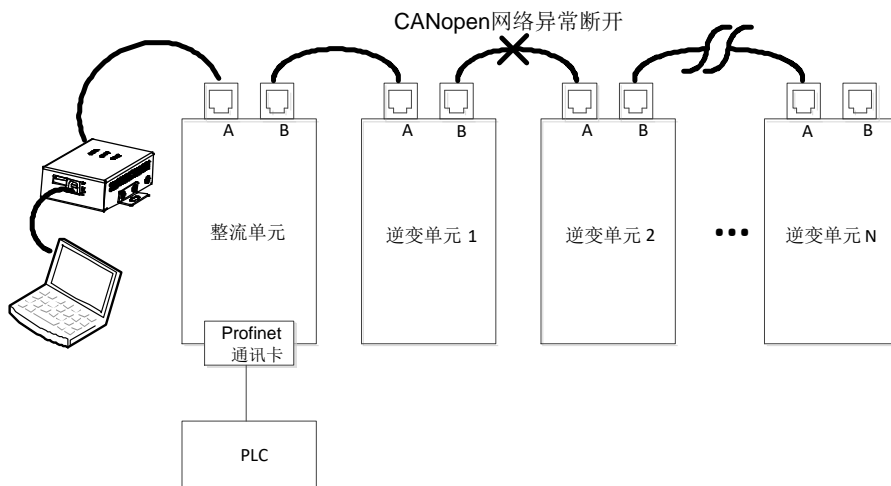 CANopen网络异常断开
A B A B A B A B
整流单元 逆变单元 1 逆变单元 2 ••• 逆变单元 N
Profinet
通讯卡
PLC